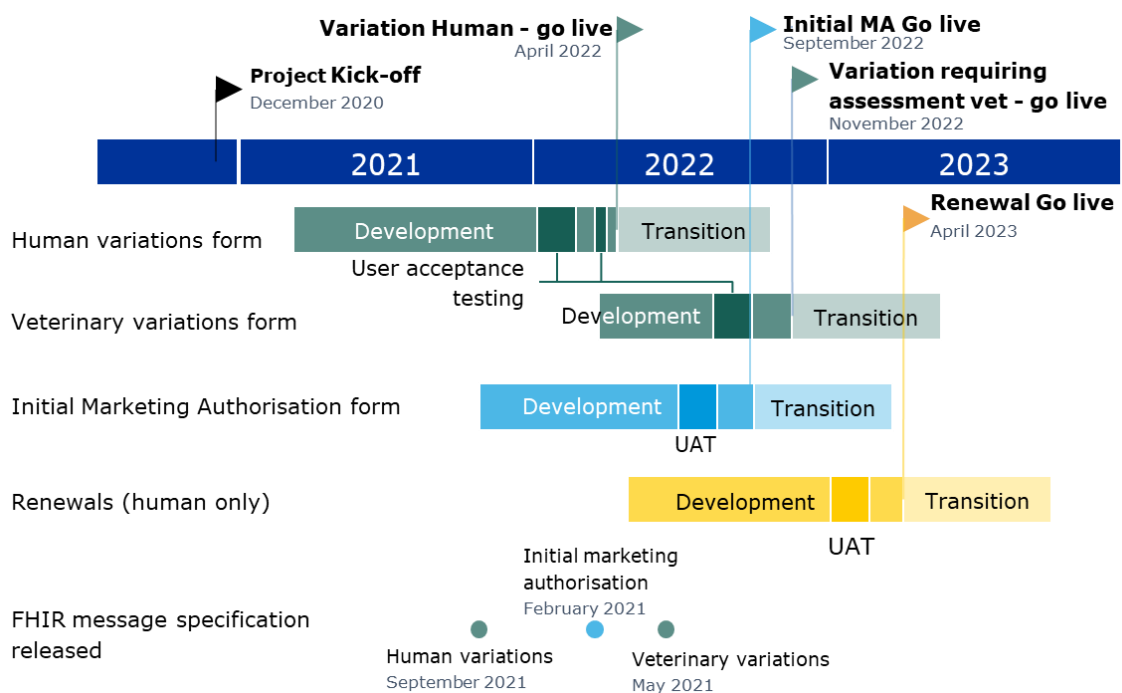 Variation Human – go live
April 2022
Initial MA Go live
September 2022
Project Kick-off
December 2020
Variation requiring
assessment vet – go live
November 2022
2021
2022
2023
Renewal Go live
April 2023
Human variations form
Development
Transition
User acceptance
testing
Veterinary variations form
Development
Transition
Initial Marketing Authorisation form
Development
Transition
UAT
Renewals (human only)
Development
Transition
UAT
Initial marketing
authorisation
February 2021
FHIR message specification
released
Human variations
September 2021
Veterinary variations
May 2021